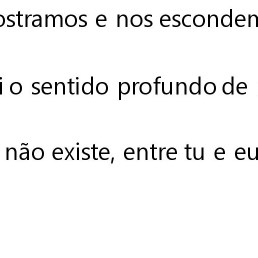 ostramos e nos esconden
i o sentido profundo de
não existe, entre tu e eu